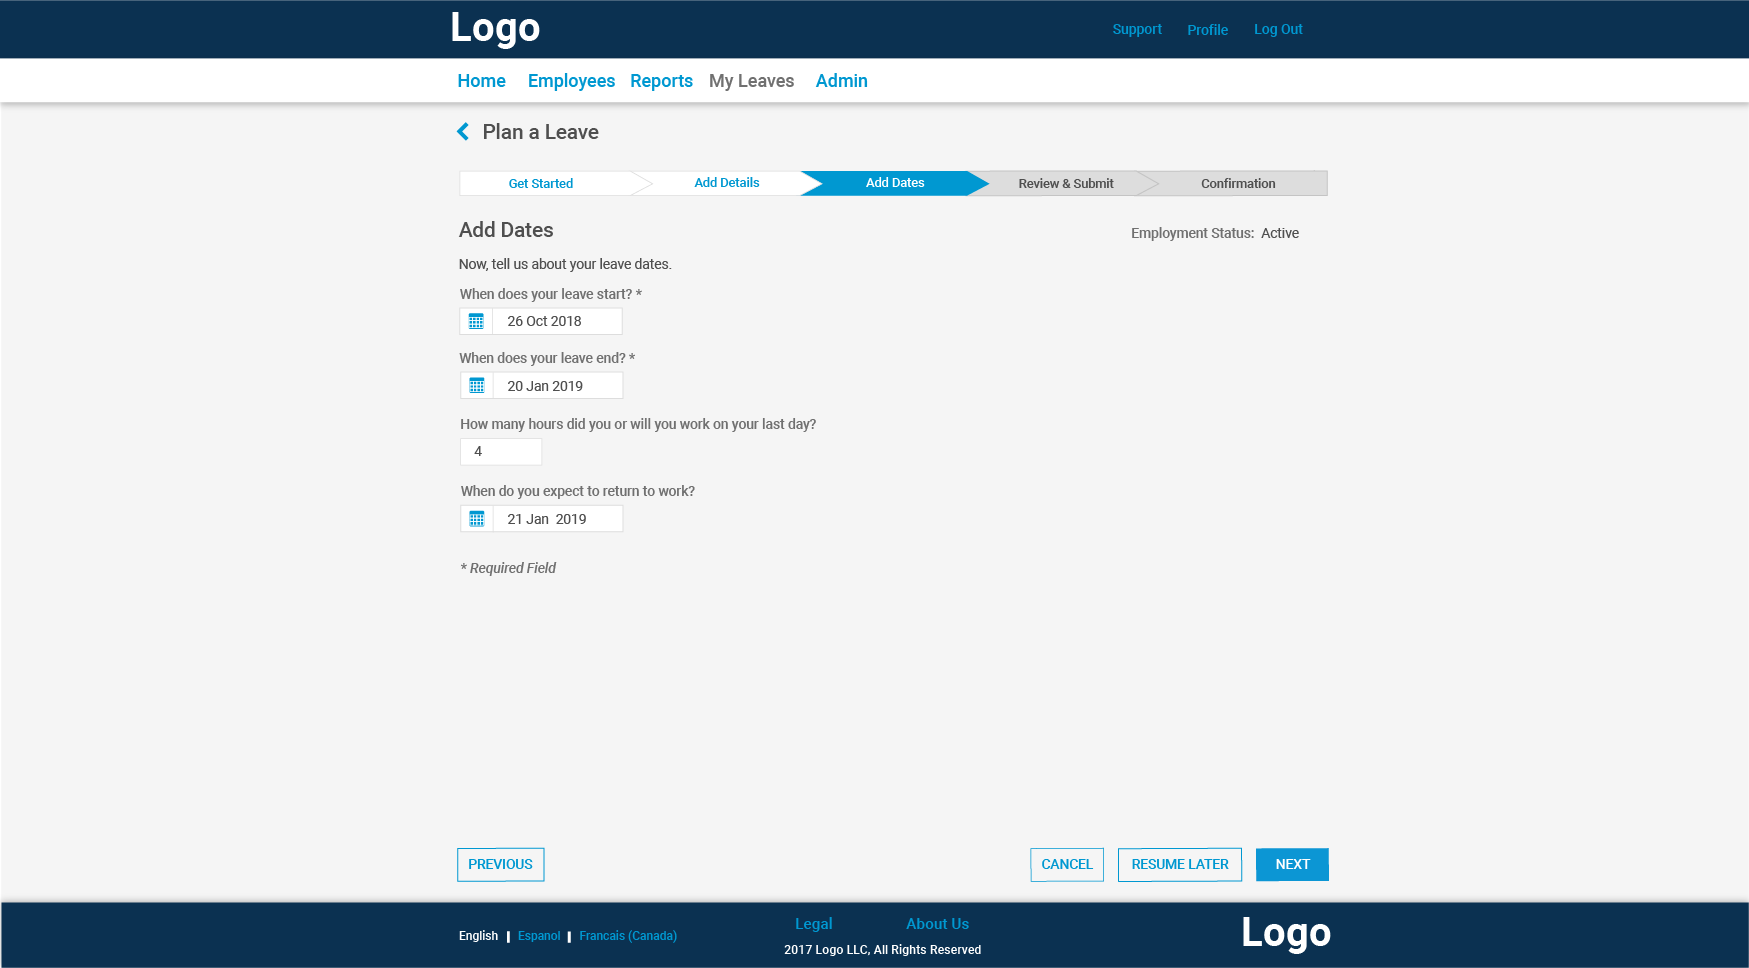 Logo
Support Profile Log Out
Home Employees Reports My Leaves Admin
Plan a Leave
Get Started Add Details Add Dates Review & Submit Confirmation
Add Dates
Employment Status: Active
Now, tell us about your leave dates.
When does your leave start? *
26 Oct 2018
When does your leave end? *
20 Jan 2019
How many hours did you or will you work on your last day?
4
When do you expect to return to work?
21 Jan 2019
* Required Field
PREVIOUS CANCEL RESUME LATER NEXT
English | Espanol | Francais (Canada)
Legal About Us
2017 Logo LLC, All Rights Reserved
Logo